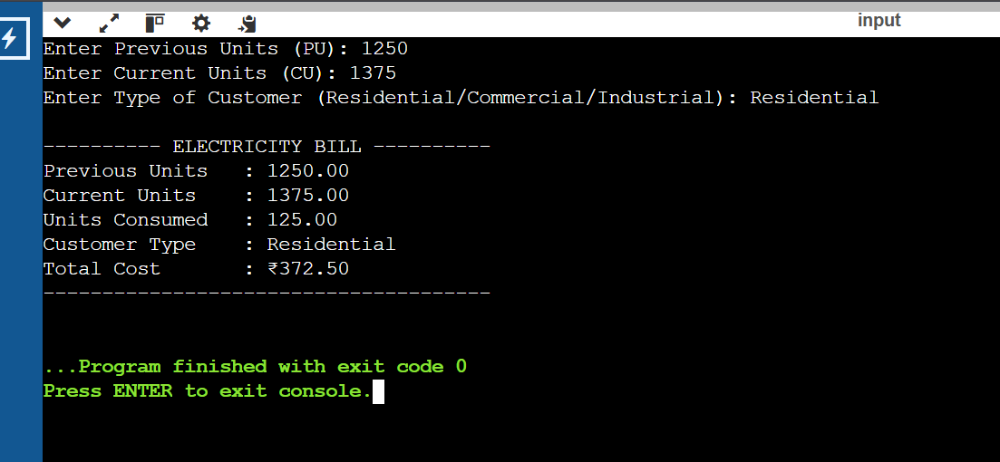 input
Enter Previous Units (PU): 1250
Enter Current Units (CU): 1375
Enter Type of Customer (Residential/Commercial/Industrial): Residential
---------- ELECTRICITY BILL ----------
Previous Units   : 1250.00
Current Units    : 1375.00
Units Consumed   : 125.00
Customer Type    : Residential
Total Cost       : ₹372.50
--------------------------------------
...Program finished with exit code 0
Press ENTER to exit console.